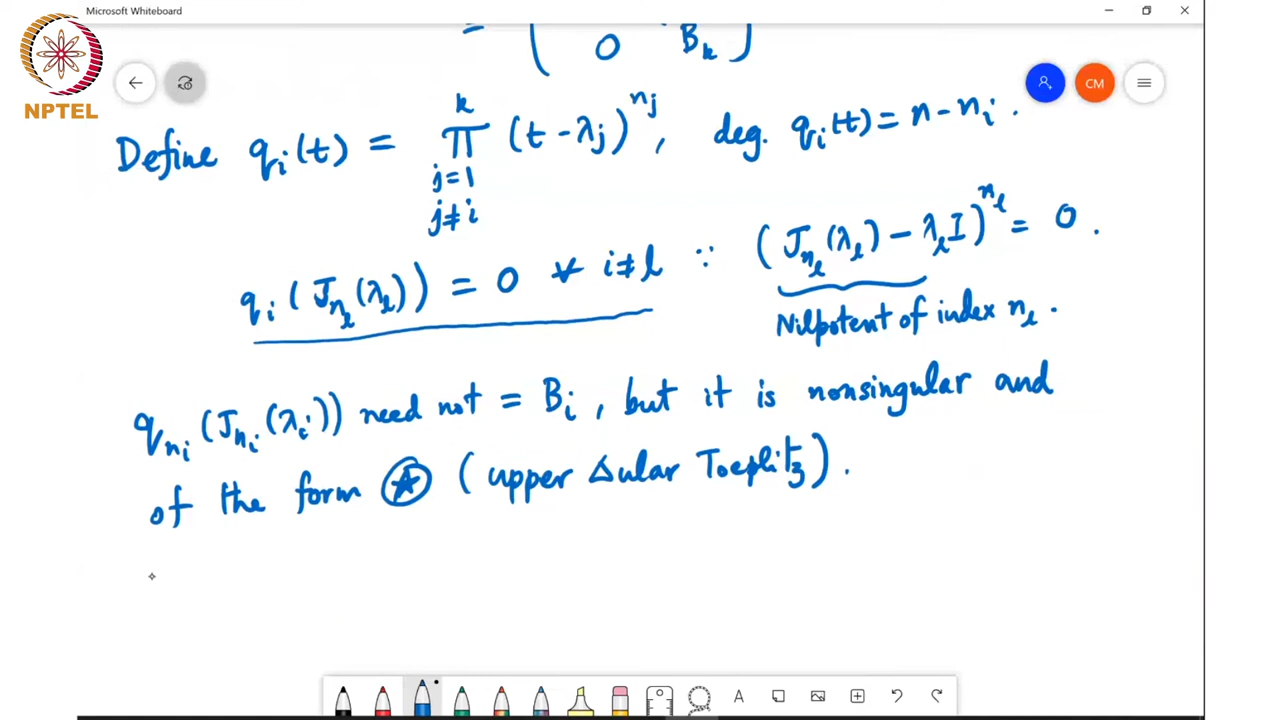 Microsoft Whiteboard
NPTEL
CM
= ( 0 B_k )
Define q_i(t) = ∏_{j=1, j≠i}^{k} (t - λ_j)^{n_j}, deg. q_i(t) = n - n_i.
q_i(J_{n_l}(λ_l)) = 0 ∀ i≠l ∵ (J_{n_l}(λ_l) - λ_l I)^{n_l} = 0.
Nilpotent of index n_l.
q_{n_i}(J_{n_i}(λ_i)) need not = B_i, but it is nonsingular and
of the form ★ (upper Δular Toeplitz).
A